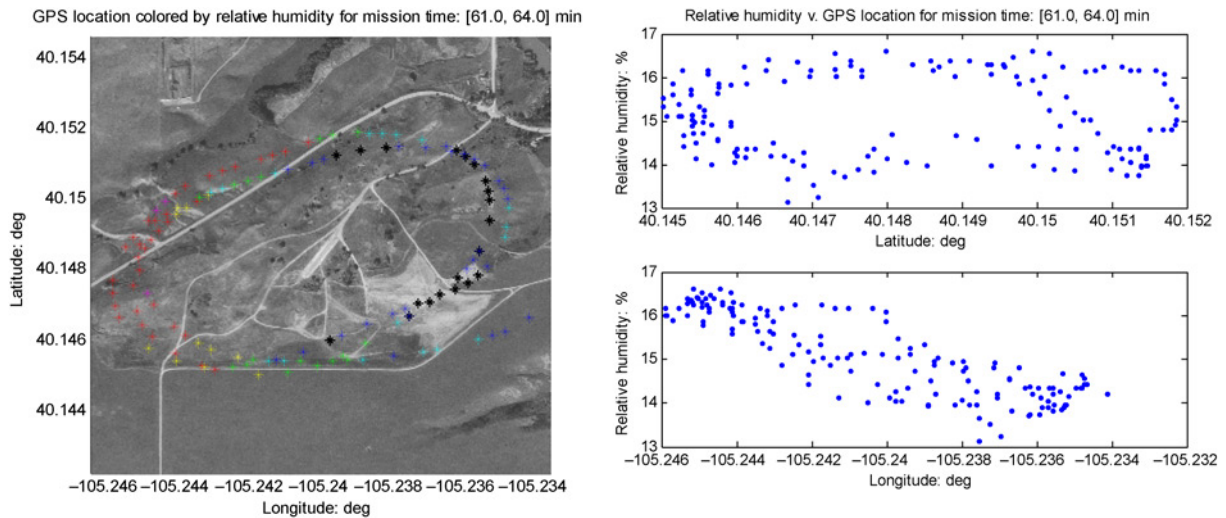 GPS location colored by relative humidity for mission time: [61.0, 64.0] min
40.154
40.152
40.15
40.148
40.146
40.144
Latitude: deg
−105.246 −105.244 −105.242 −105.24 −105.238 −105.236 −105.234
Longitude: deg
Relative humidity v. GPS location for mission time: [61.0, 64.0] min
17
16
15
14
13
Relative humidity: %
40.145 40.146 40.147 40.148 40.149 40.15 40.151 40.152
Latitude: deg
17
16
15
14
13
Relative humidity: %
−105.246 −105.244 −105.242 −105.24 −105.238 −105.236 −105.234 −105.232
Longitude: deg